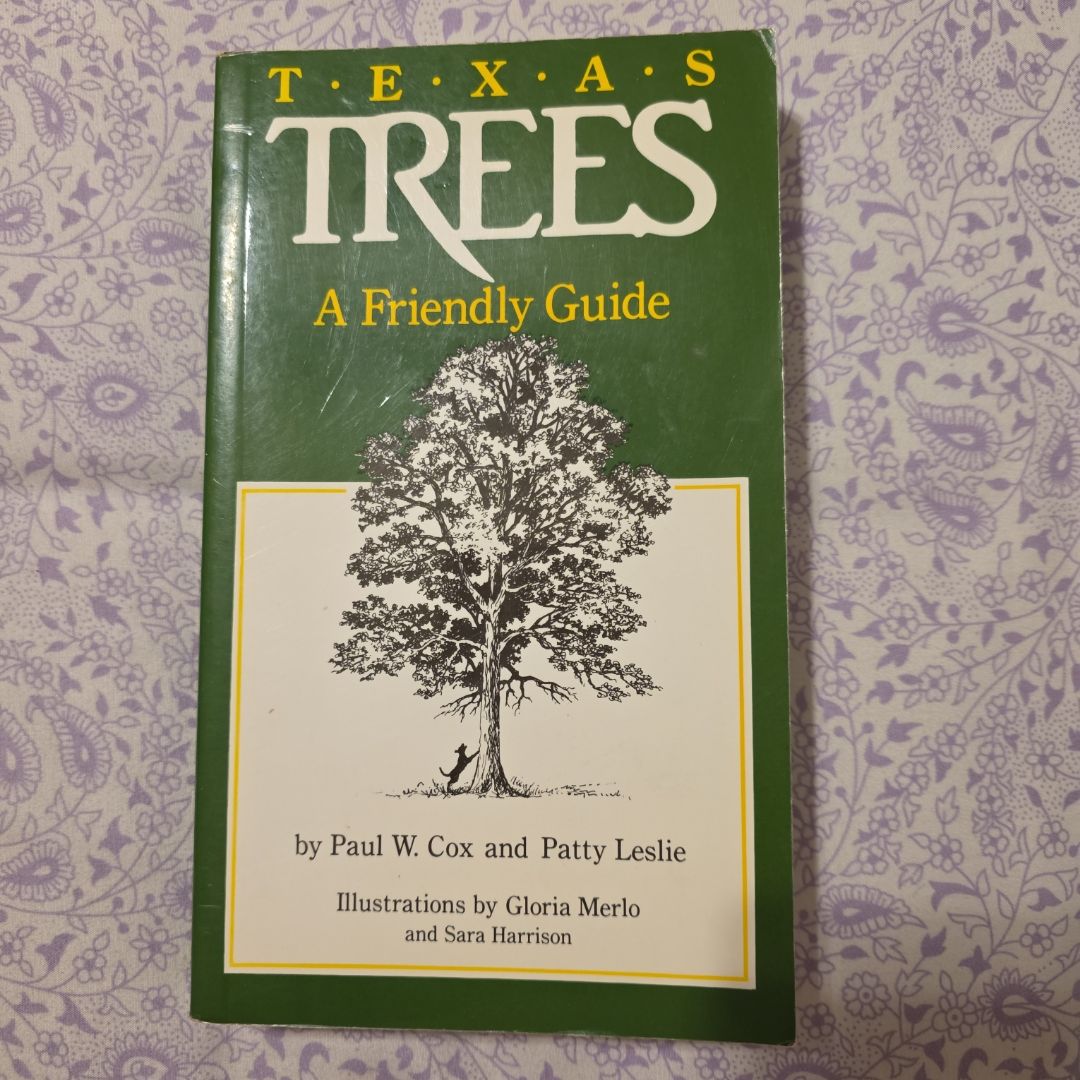 T·E·X·A·S
TREES
A Friendly Guide
by Paul W. Cox and Patty Leslie
Illustrations by Gloria Merlo
and Sara Harrison